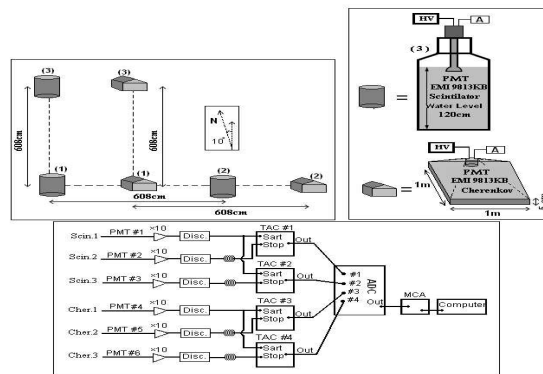 (3)
(3)
608cm
608cm
N
10
(1)
(1)
(2)
(2)
608cm
608cm
HV
A
(3)
PMT
EMI 9813KB
Scintilator
Water Level
120cm
=
HV
A
PMT
EMI 9813KB
Cherenkov
1m
1m
=
Scin.1 PMT #1 ×10 Disc. TAC #1
Sart Out
Scin.2 PMT #2 ×10 Disc. Stop
TAC #2
Scin.3 PMT #3 ×10 Disc. Sart Out
Stop
#1
#2
#3
#4
ADC
Out
MCA
Computer
Cher.1 PMT#4 ×10 Disc. TAC #3
Sart Out
Cher.2 PMT#5 ×10 Disc. Stop
TAC #4
Cher.3 PMT#6 ×10 Disc. Sart Out
Stop